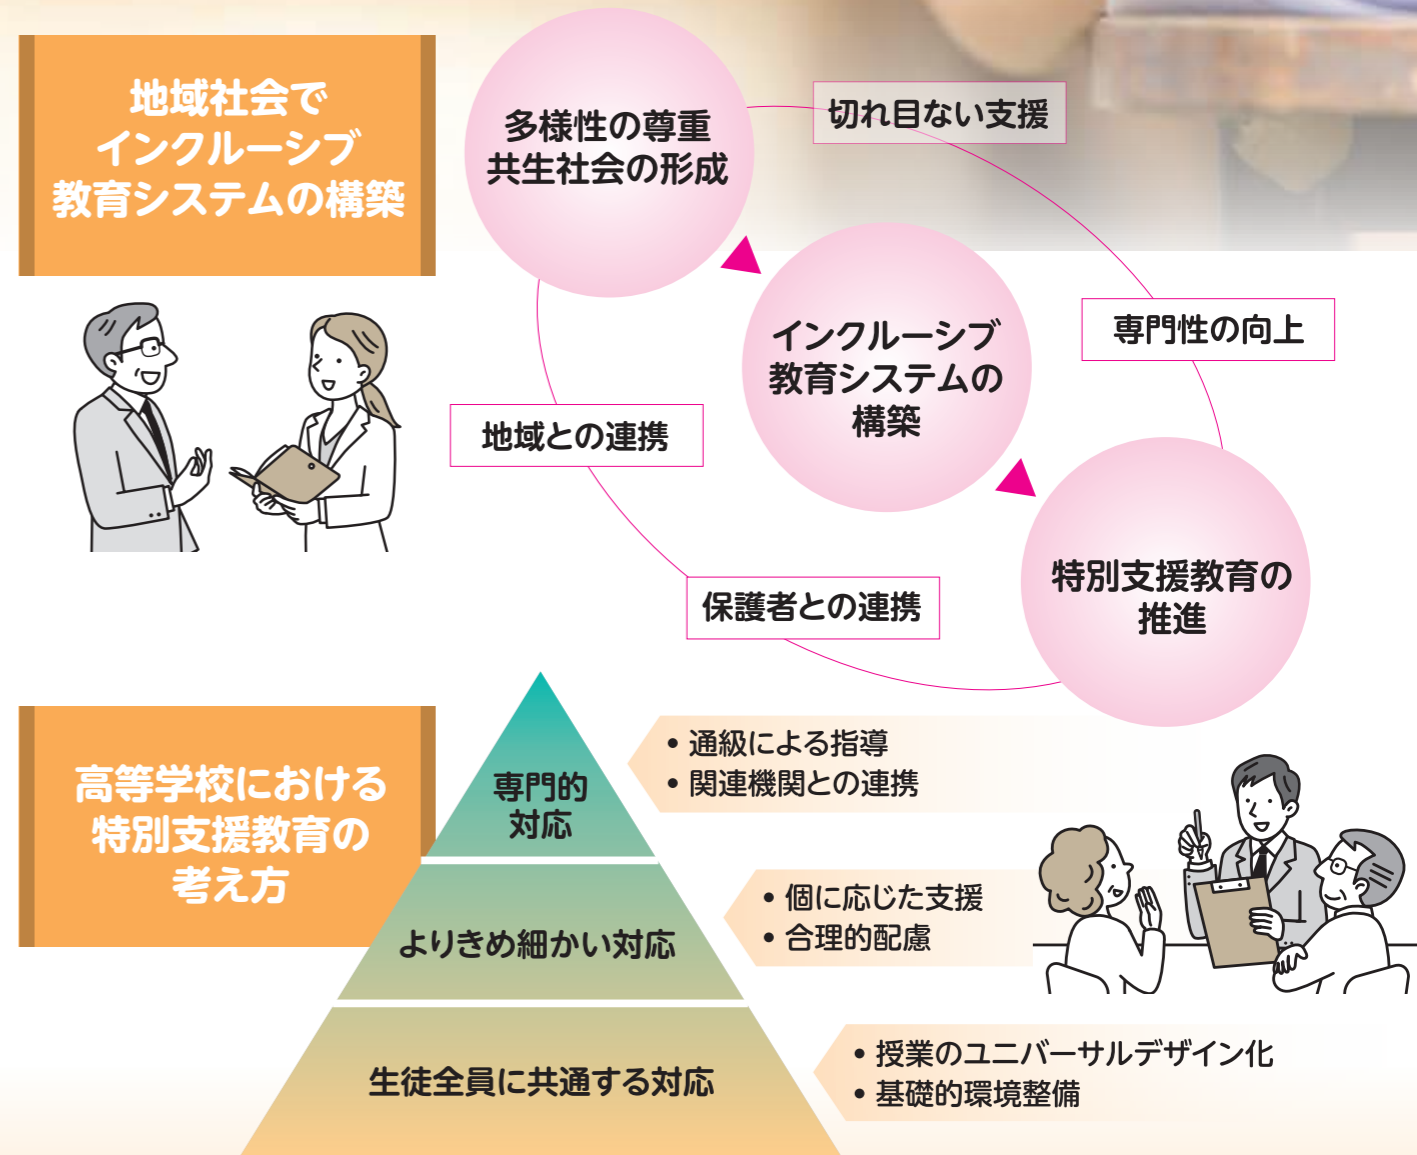 地域社会で
インクルーシブ
教育システムの構築
多様性の尊重
共生社会の形成
切れ目ない支援
インクルーシブ
教育システムの
構築
専門性の向上
地域との連携
特別支援教育の
推進
保護者との連携
高等学校における
特別支援教育の
考え方
専門的
対応
• 通級による指導
• 関連機関との連携
よりきめ細かい対応
• 個に応じた支援
• 合理的配慮
生徒全員に共通する対応
• 授業のユニバーサルデザイン化
• 基礎的環境整備